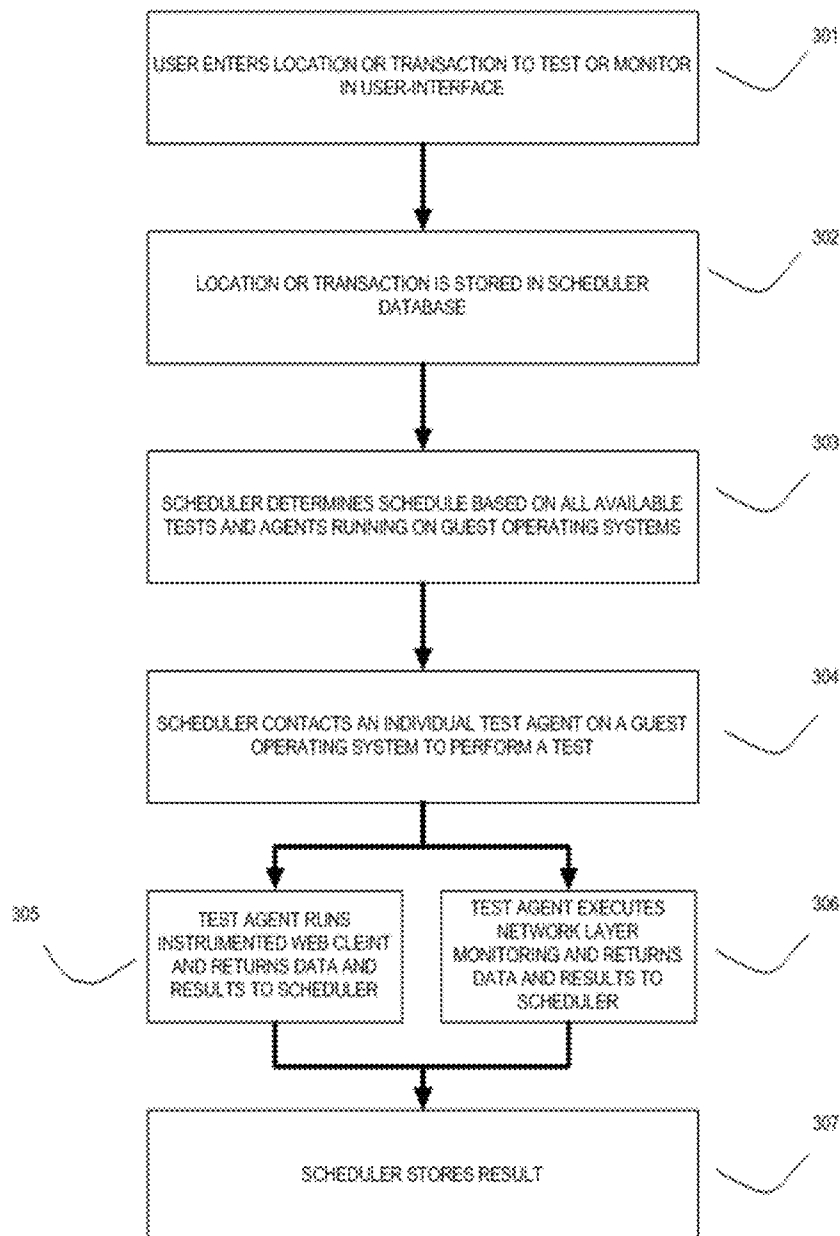 301
USER ENTERS LOCATION OR TRANSACTION TO TEST OR MONITOR
IN USER-INTERFACE
302
LOCATION OR TRANSACTION IS STORED IN SCHEDULER
DATABASE
303
SCHEDULER DETERMINES SCHEDULE BASED ON ALL AVAILABLE
TESTS AND AGENTS RUNNING ON GUEST OPERATING SYSTEMS
304
SCHEDULER CONTACTS AN INDIVIDUAL TEST AGENT ON A GUEST
OPERATING SYSTEM TO PERFORM A TEST
305
TEST AGENT RUNS
INSTRUMENTED WEB CLEINT
AND RETURNS DATA AND
RESULTS TO SCHEDULER
306
TEST AGENT EXECUTES
NETWORK LAYER
MONITORING AND RETURNS
DATA AND RESULTS TO
SCHEDULER
307
SCHEDULER STORES RESULT